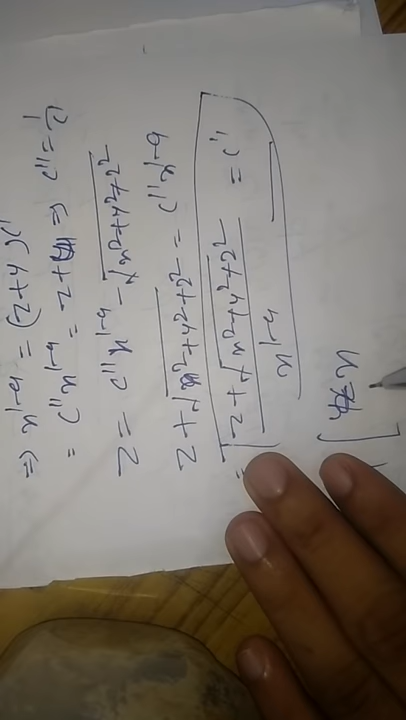 ⇒ x^{1-a} = (z+u)c'
= c'' x^{1-a} = z+u ⇒ c'' = 1/c'
z = c'' x^{1-a} - √x²+y²+z²
z + √x²+y²+z² = c'' x^{1-a}
⇒ z + √x²+y²+z² / x^{1-a} = c''
x